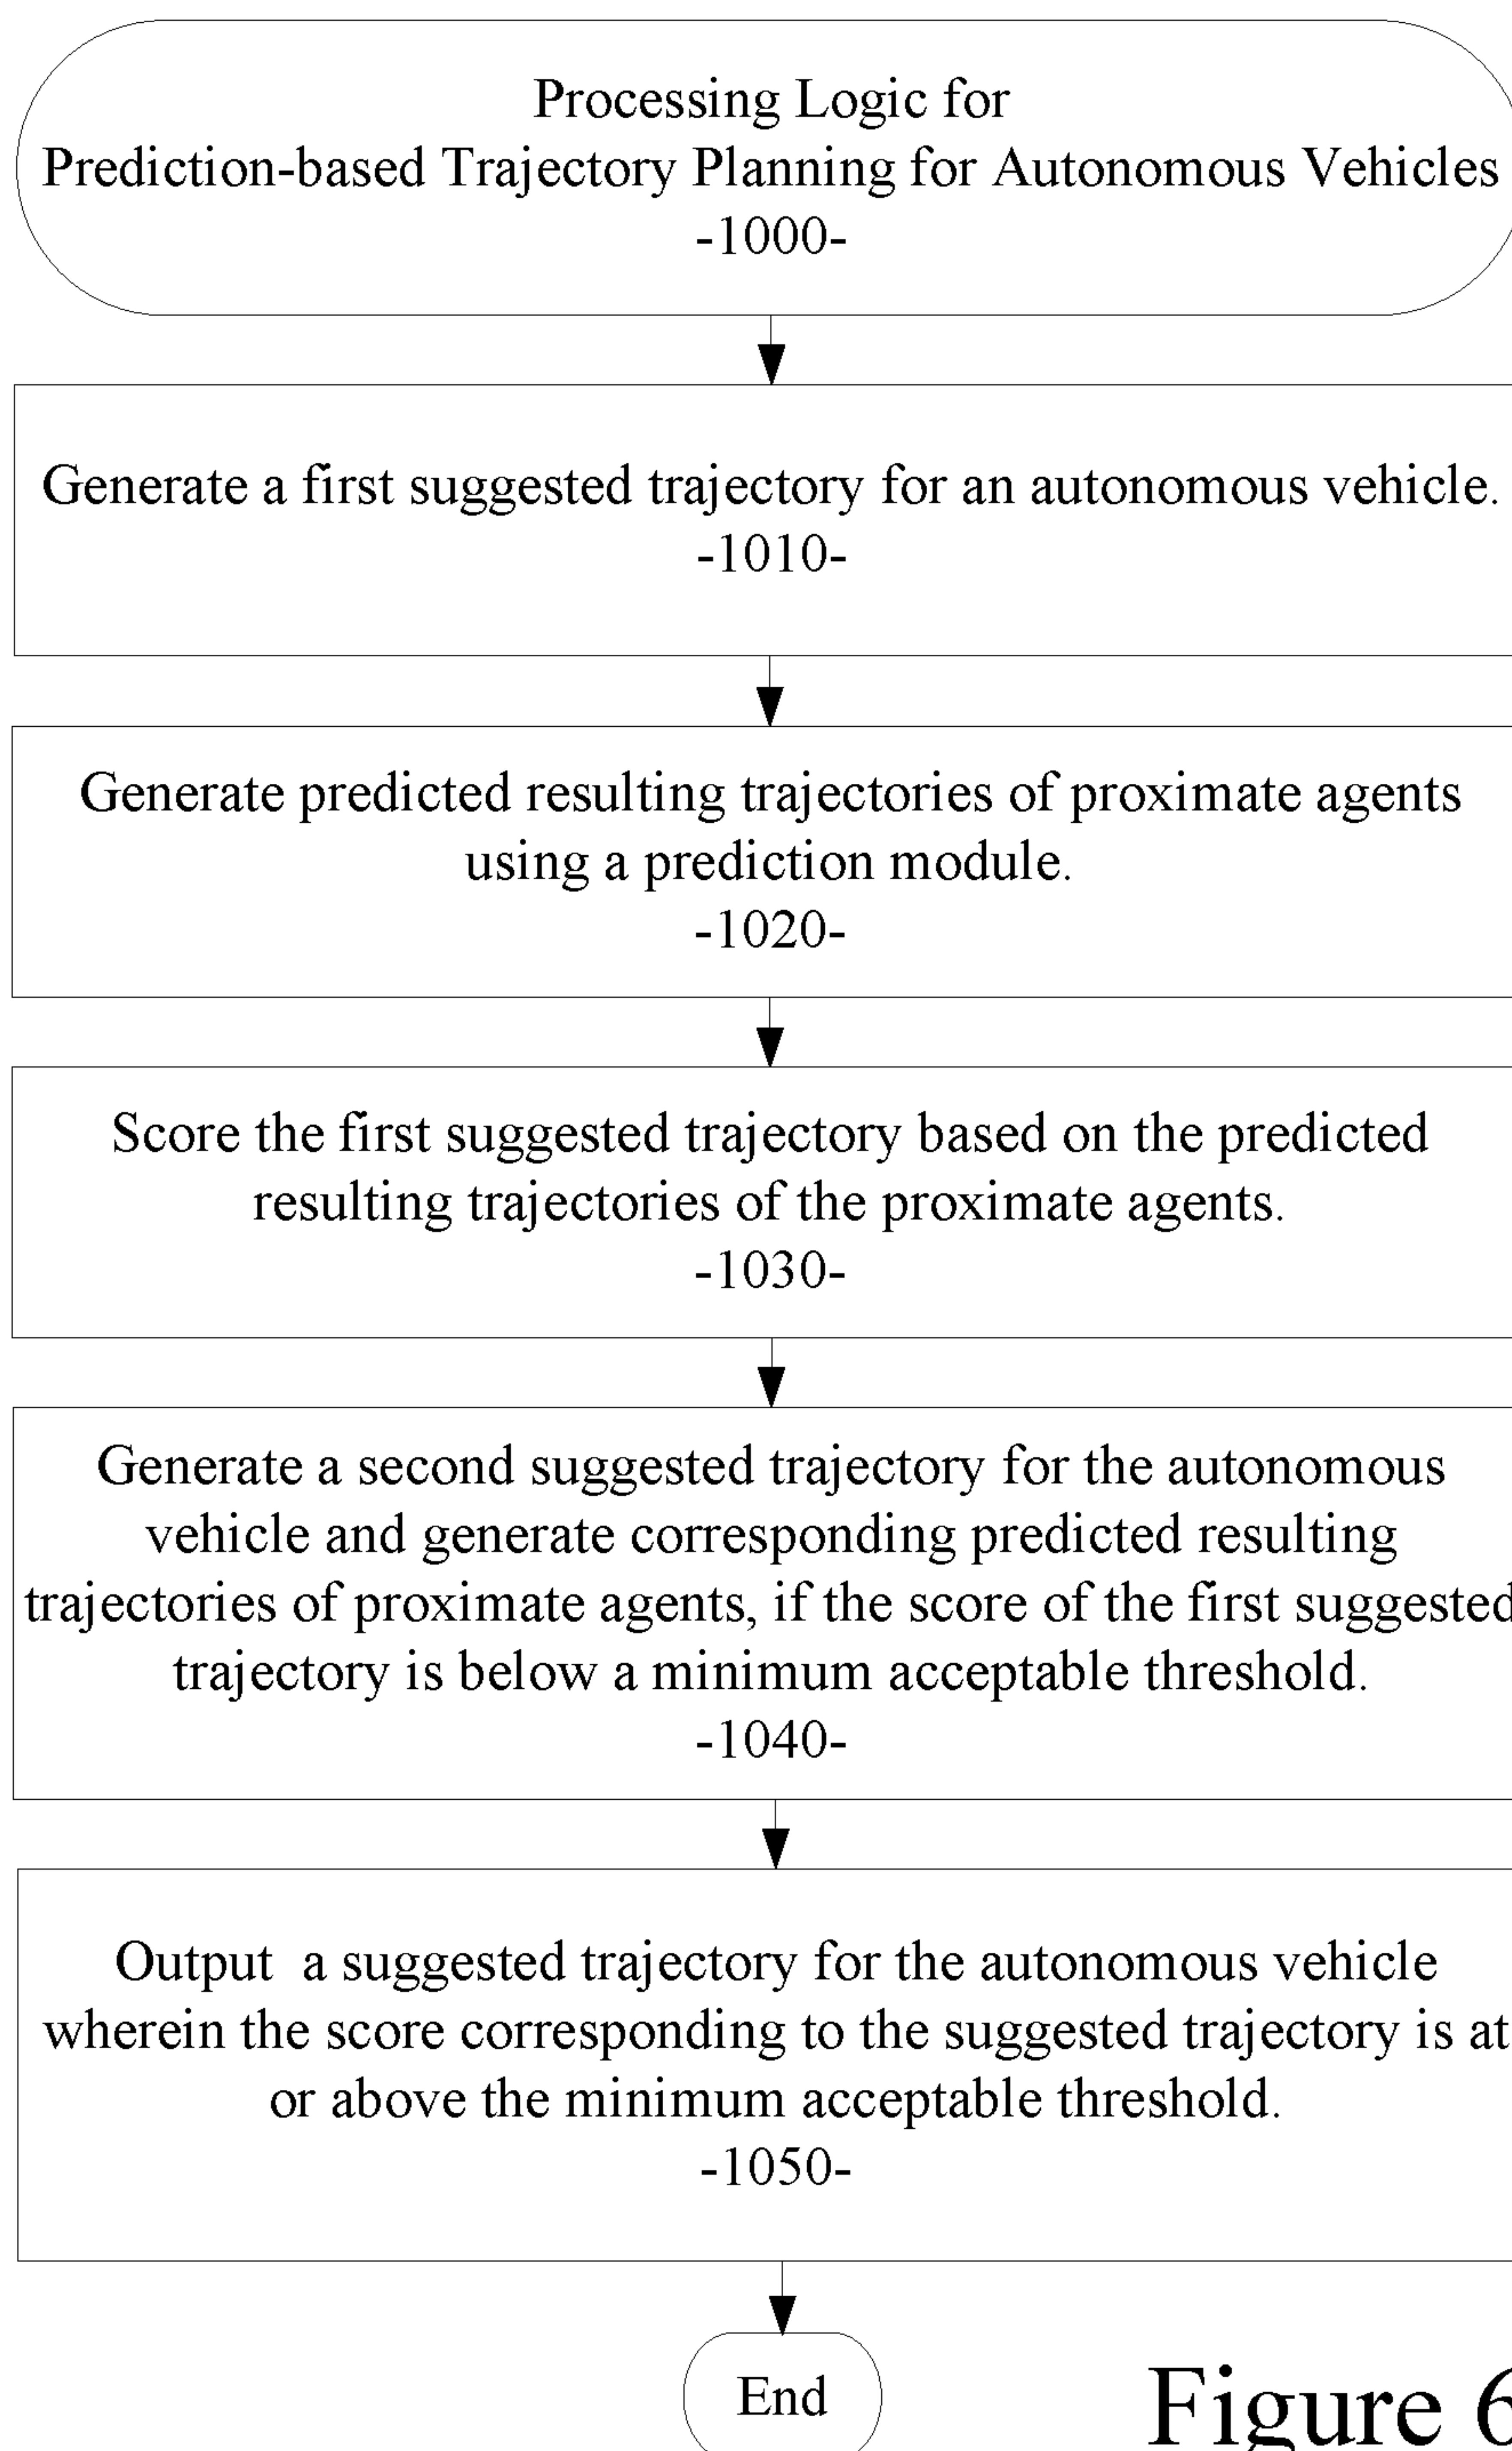 Processing Logic for
Prediction-based Trajectory Planning for Autonomous Vehicles
-1000-
Generate a first suggested trajectory for an autonomous vehicle.
-1010-
Generate predicted resulting trajectories of proximate agents
using a prediction module.
-1020-
Score the first suggested trajectory based on the predicted
resulting trajectories of the proximate agents.
-1030-
Generate a second suggested trajectory for the autonomous
vehicle and generate corresponding predicted resulting
trajectories of proximate agents, if the score of the first suggested
trajectory is below a minimum acceptable threshold.
-1040-
Output a suggested trajectory for the autonomous vehicle
wherein the score corresponding to the suggested trajectory is at
or above the minimum acceptable threshold.
-1050-
End
Figure 6